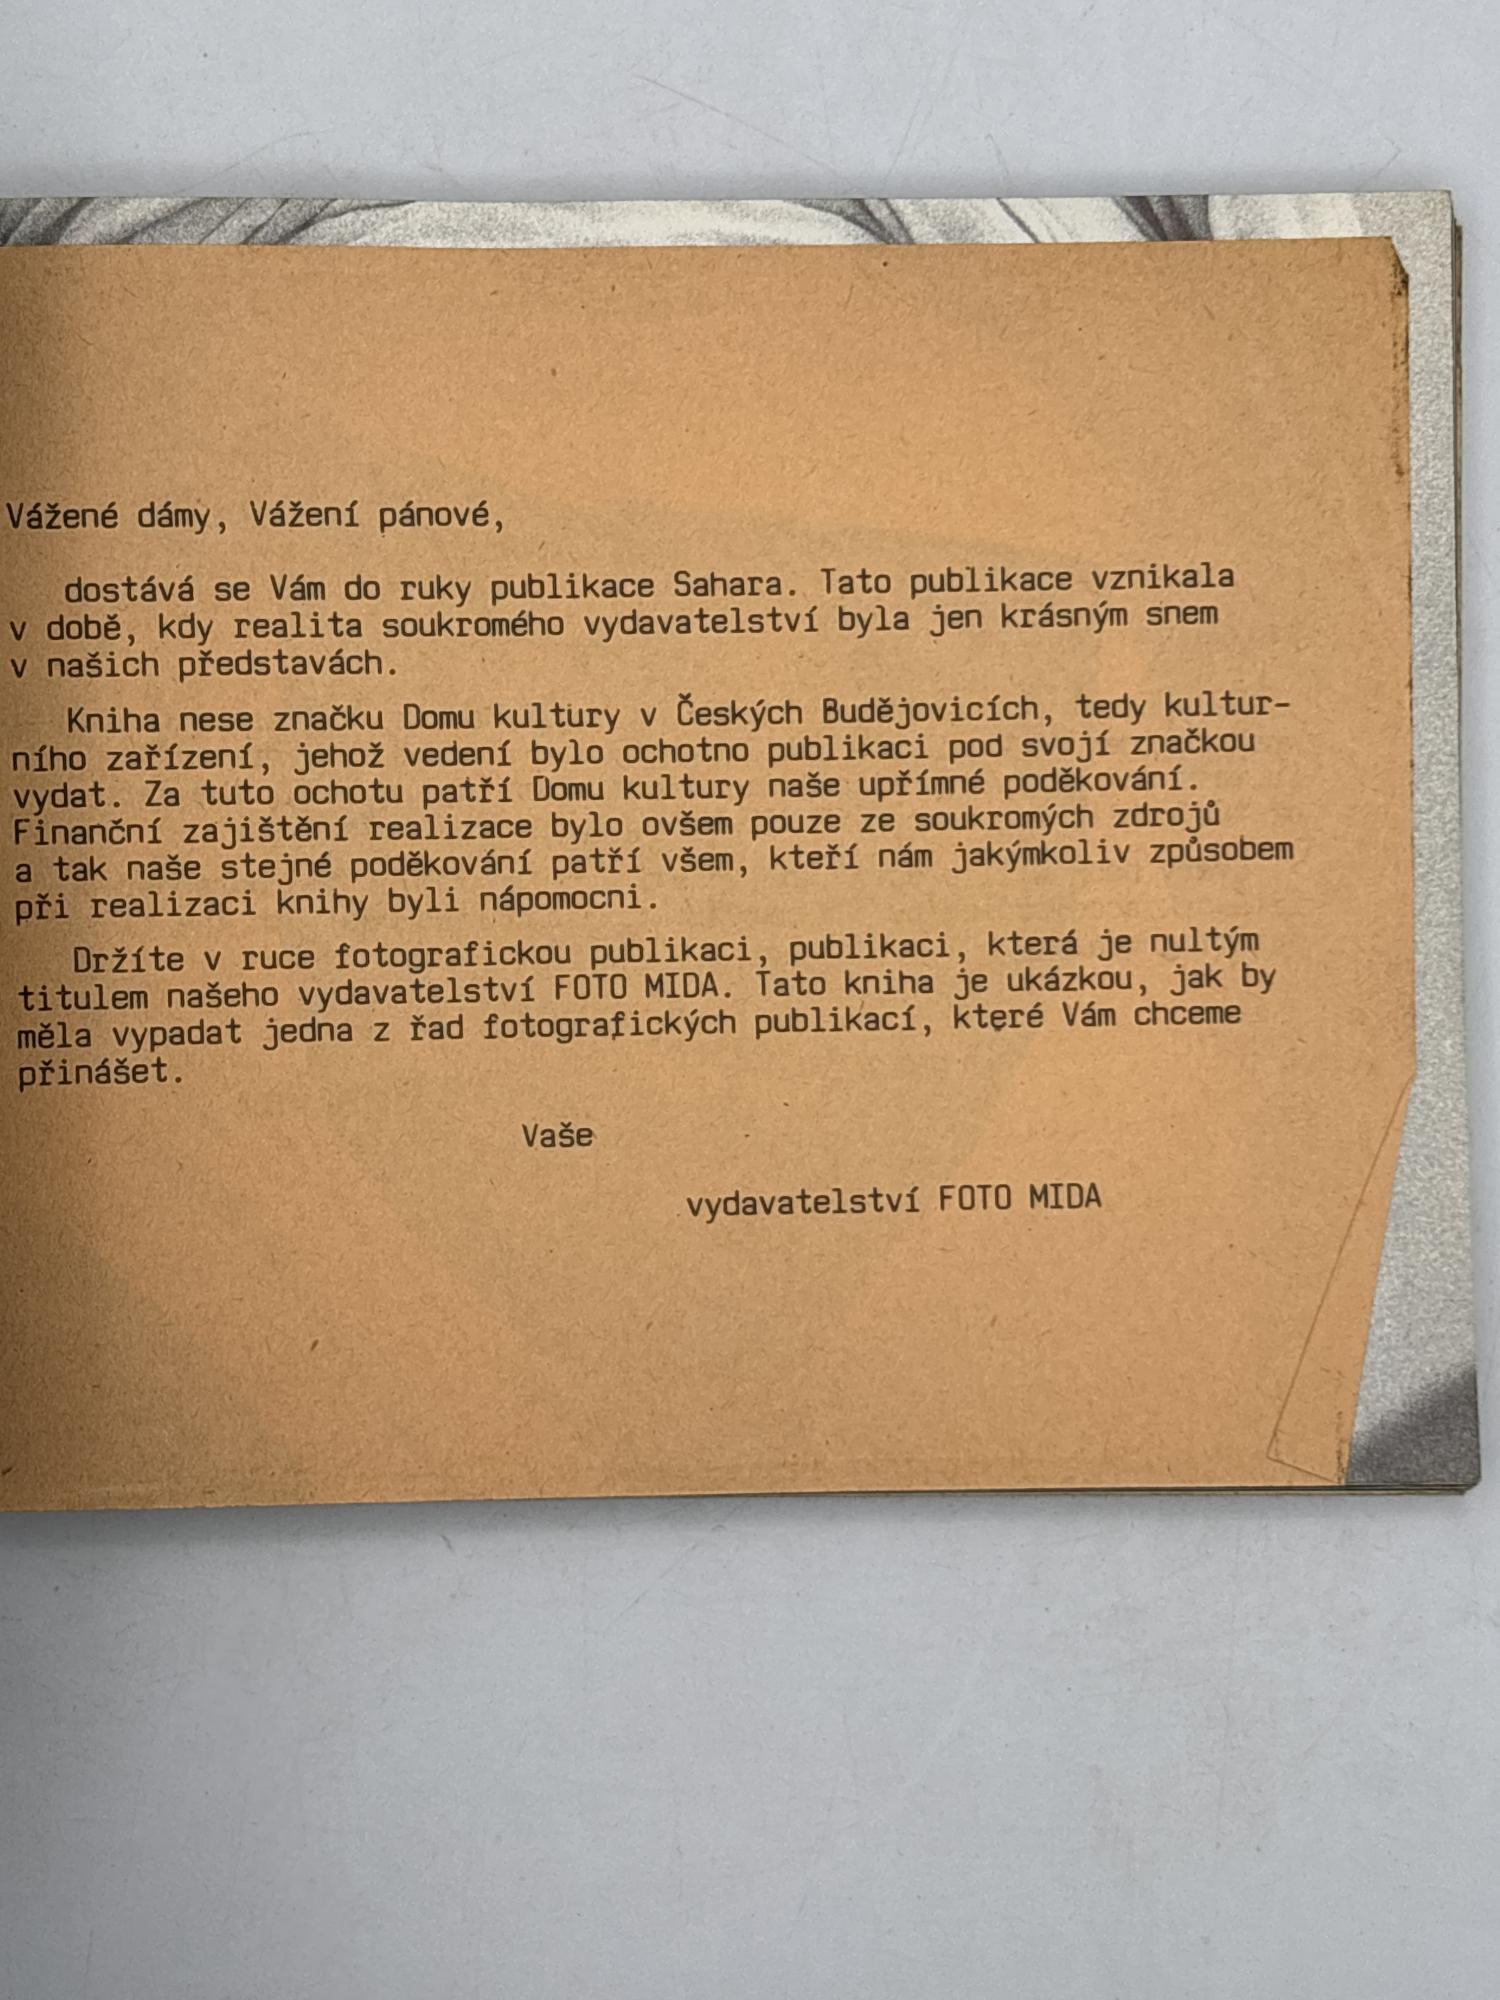 Vážené dámy, Vážení pánové,
dostává se Vám do ruky publikace Sahara. Tato publikace vznikala
v době, kdy realita soukromého vydavatelství byla jen krásným snem
v našich představách.
Kniha nese značku Domu kultury v Českých Budějovicích, tedy kultur-
ního zařízení, jehož vedení bylo ochotno publikaci pod svojí značkou
vydat. Za tuto ochotu patří Domu kultury naše upřímné poděkování.
Finanční zajištění realizace bylo ovšem pouze ze soukromých zdrojů
a tak naše stejné poděkování patří všem, kteří nám jakýmkoliv způsobem
při realizaci knihy byli nápomocni.
Držíte v ruce fotografickou publikaci, publikaci, která je nultým
titulem našeho vydavatelství FOTO MIDA. Tato kniha je ukázkou, jak by
měla vypadat jedna z řad fotografických publikací, které Vám chceme
přinášet.
Vaše
vydavatelství FOTO MIDA